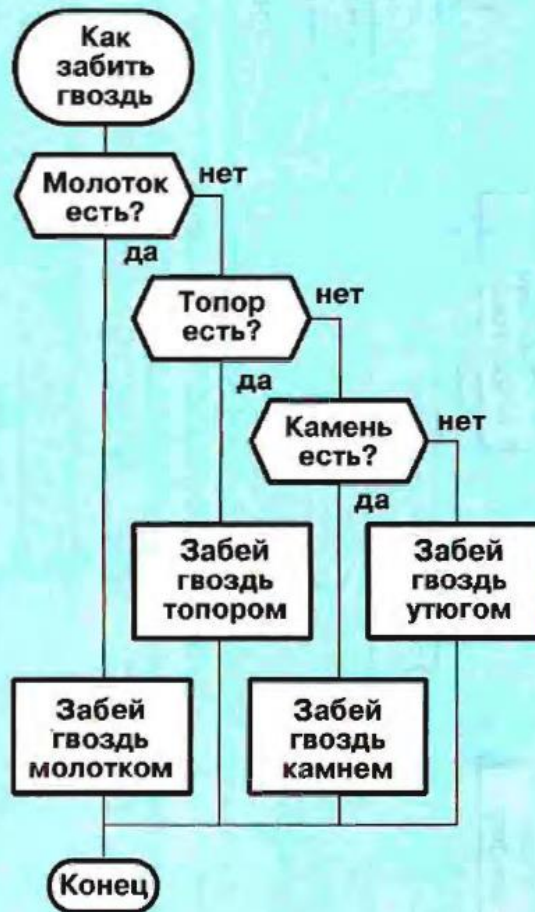 Как
забить
гвоздь
Молоток
есть?
нет
да
Топор
есть?
нет
да
Камень
есть?
нет
да
Забей
гвоздь
топором
Забей
гвоздь
утюгом
Забей
гвоздь
молотком
Забей
гвоздь
камнем
Конец